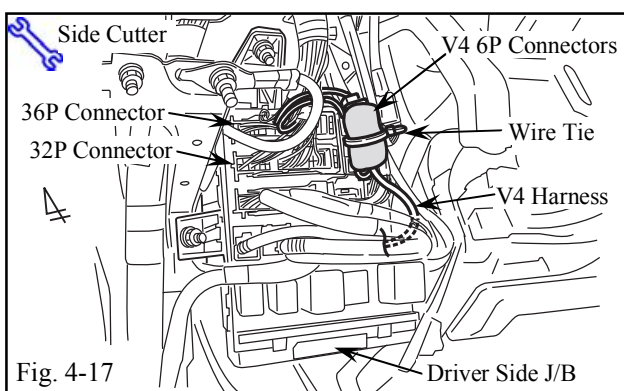 Side Cutter
V4 6P Connectors
36P Connector
Wire Tie
32P Connector
V4 Harness
Fig. 4-17
Driver Side J/B